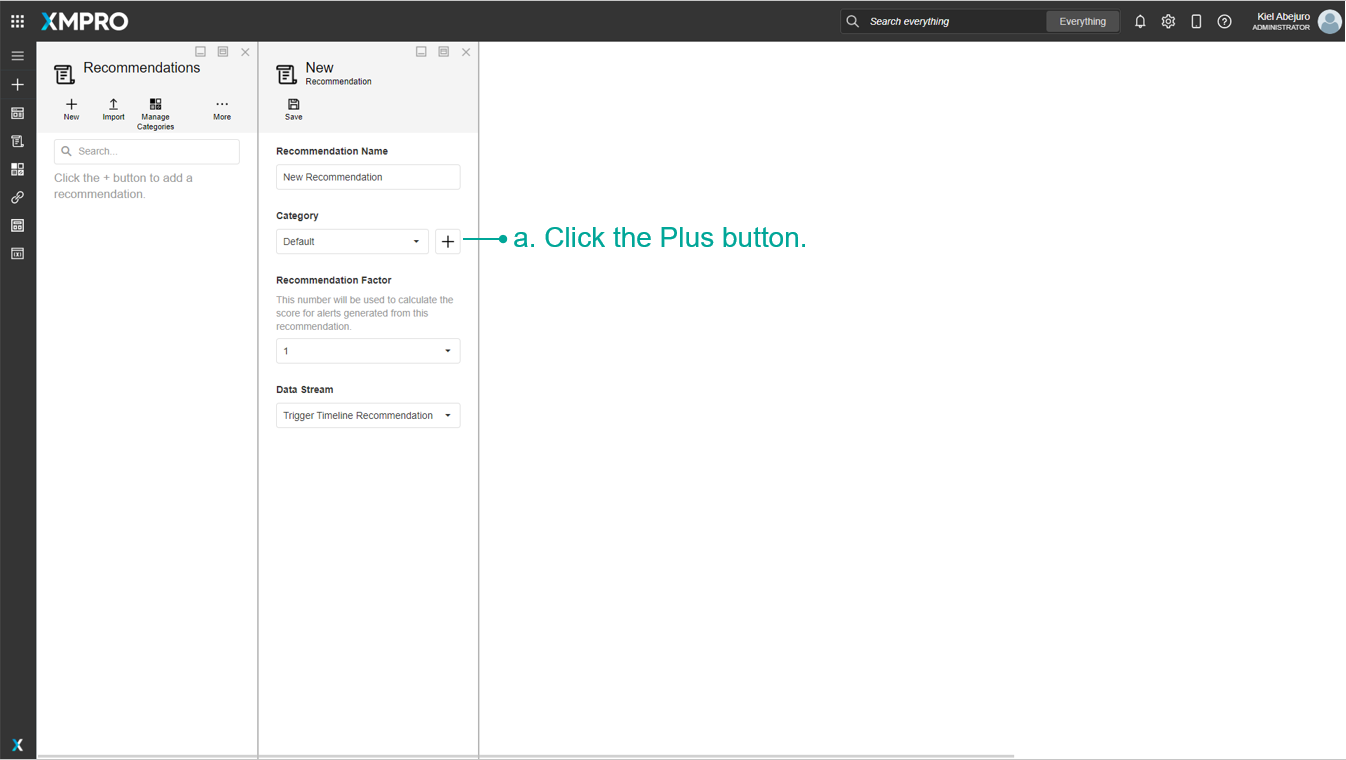 XMPRO
Search everything
Everything
Kiel Abejuro
ADMINISTRATOR
Recommendations
New
Import
Manage
Categories
More
Search...
Click the + button to add a
recommendation.
New
Recommendation
Save
Recommendation Name
New Recommendation
Category
Default
a. Click the Plus button.
Recommendation Factor
This number will be used to calculate the
score for alerts generated from this
recommendation.
1
Data Stream
Trigger Timeline Recommendation
X